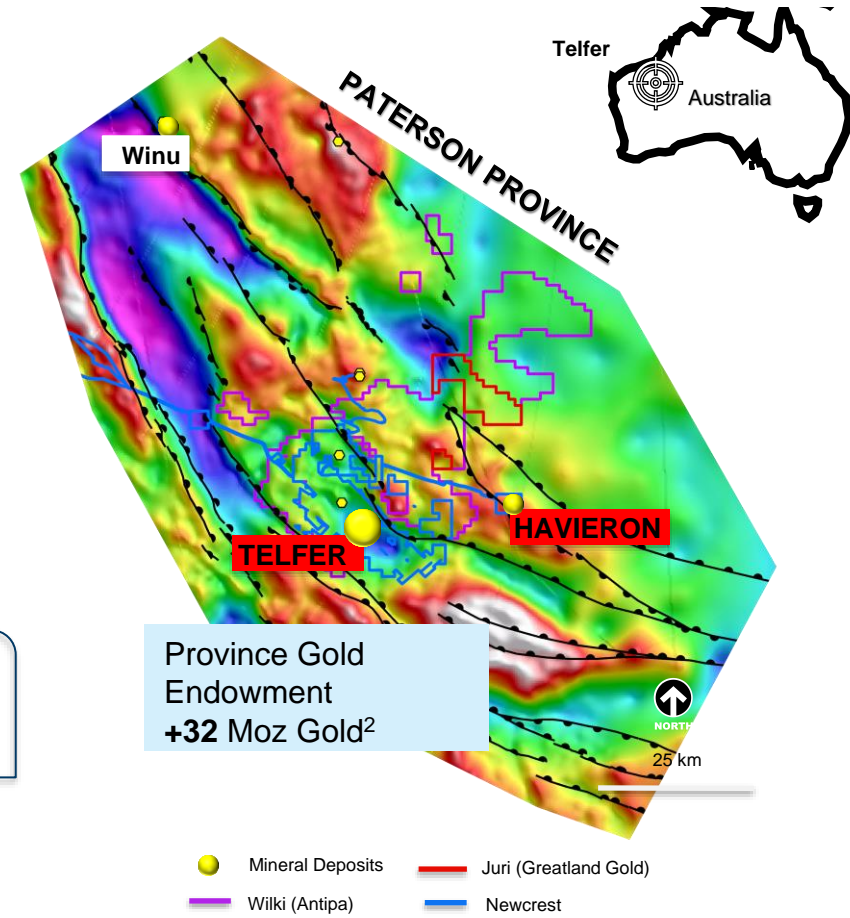 Telfer
Australia
PATERSON PROVINCE
Winu
HAVIERON
TELFER
Province Gold
Endowment
+32 Moz Gold²
NORTH
25 km
Mineral Deposits
Juri (Greatland Gold)
Wilki (Antipa)
Newcrest